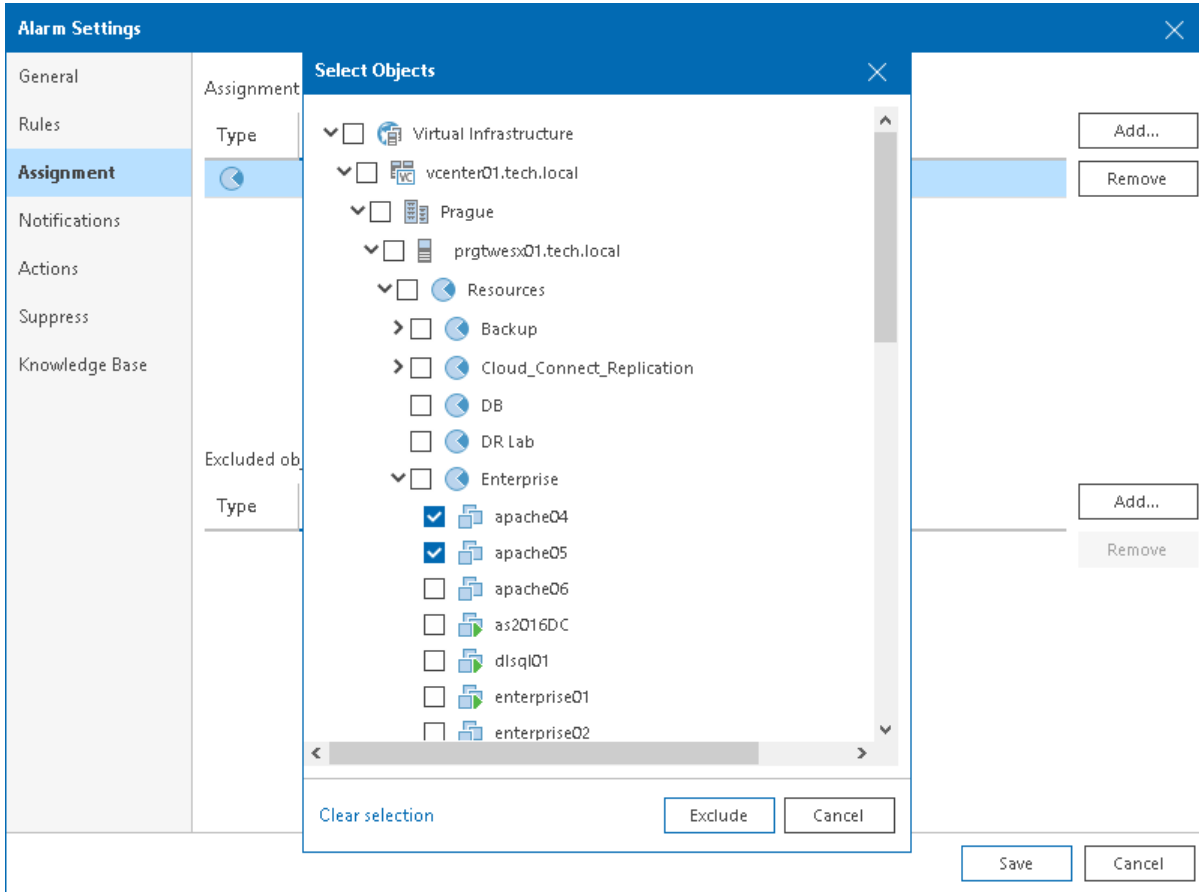 Alarm Settings
General
Rules
Assignment
Notifications
Actions
Suppress
Knowledge Base
Assignment
Type
Add...
Remove
Excluded ob
Type
Add...
Remove
Select Objects
Virtual Infrastructure
vcenter01.tech.local
Prague
prgtwesx01.tech.local
Resources
Backup
Cloud_Connect_Replication
DB
DR Lab
Enterprise
apache04
apache05
apache06
as2016DC
dlsql01
enterprise01
enterprise02
Clear selection
Exclude
Cancel
Save
Cancel